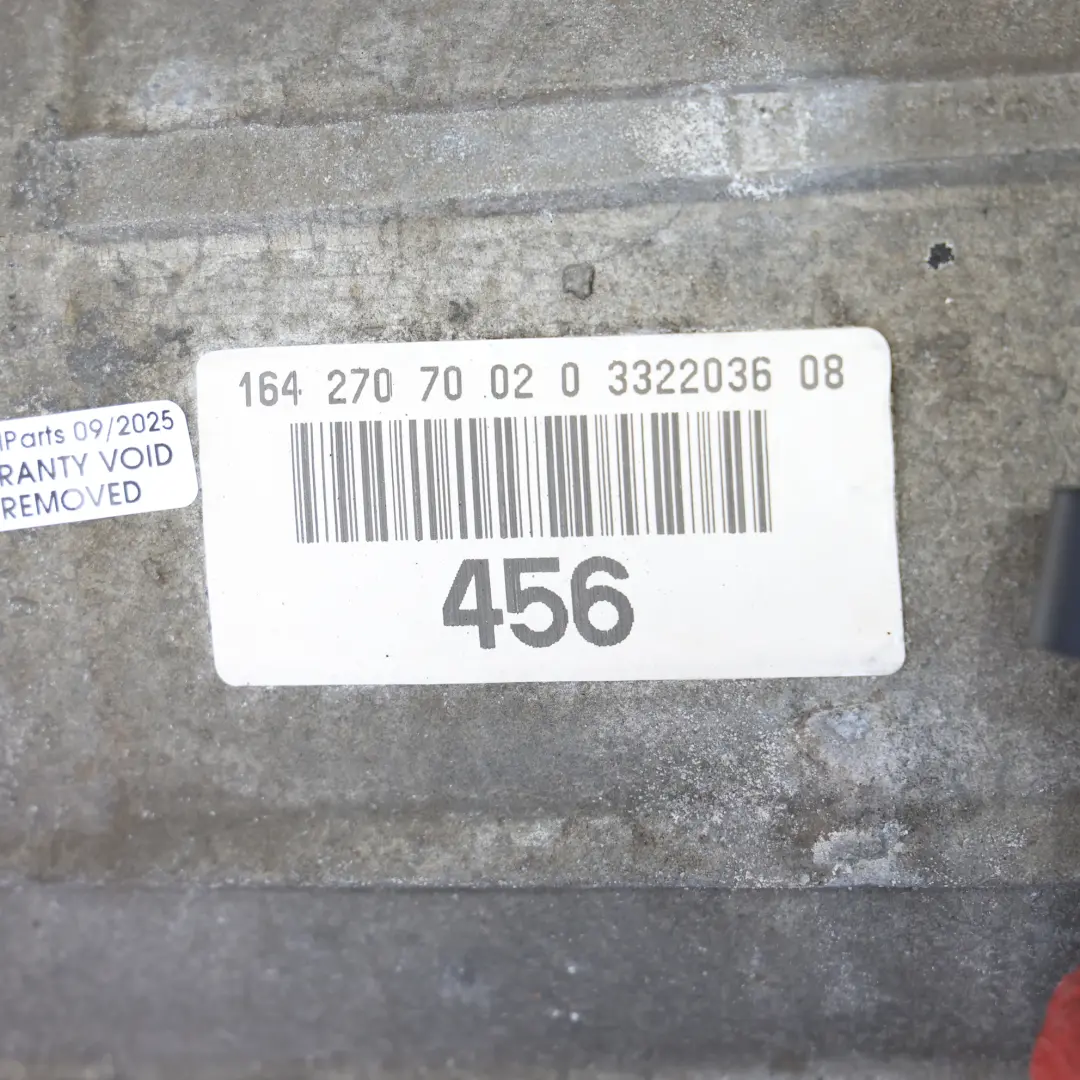 164 270 70 02 0 3322036 08
456
Parts 09/2025
RANTY VOID
REMOVED